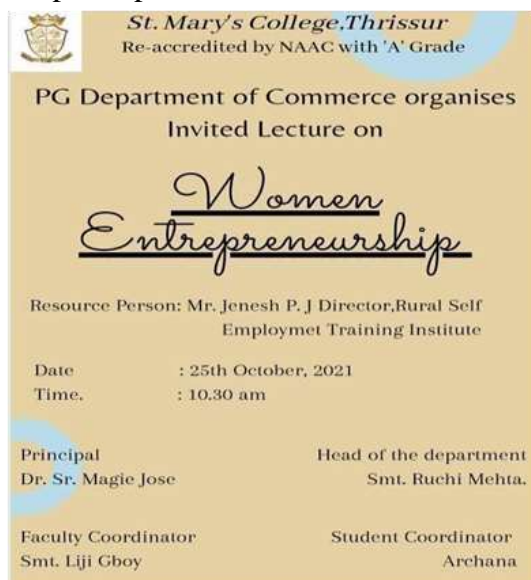 St. Mary's College,Thrissur
Re-accredited by NAAC with 'A' Grade
PG Department of Commerce organises
Invited Lecture on
Women
Entrepreneurship
Resource Person: Mr. Jenesh P. J Director,Rural Self
Employmet Training Institute
Date : 25th October, 2021
Time. : 10.30 am
Principal Head of the department
Dr. Sr. Magie Jose Smt. Ruchi Mehta.
Faculty Coordinator Student Coordinator
Smt. Liji Gboy Archana